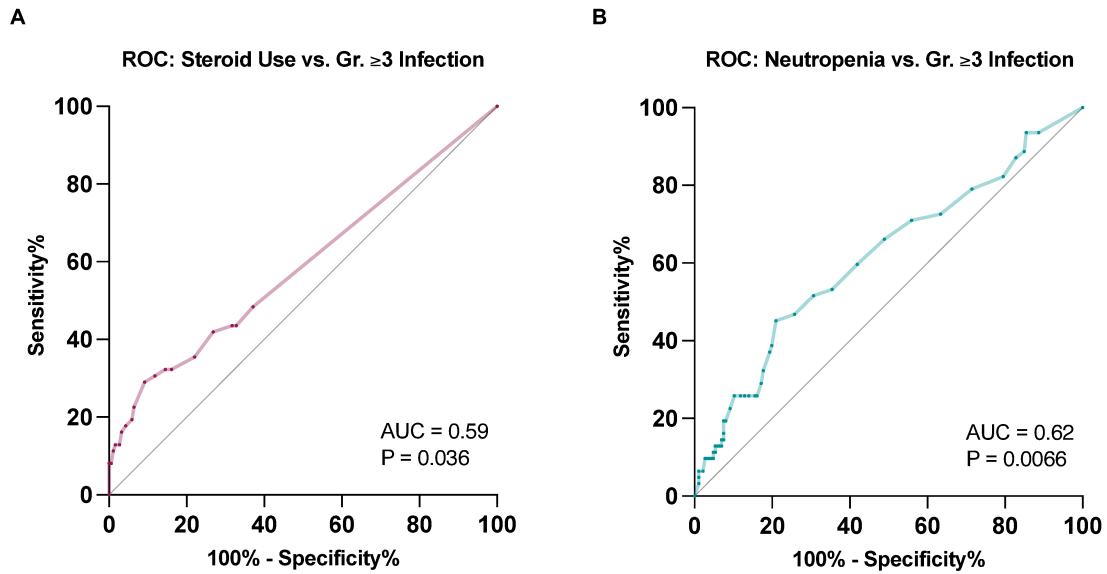 A
ROC: Steroid Use vs. Gr. ≥3 Infection
100
80
60
40
20
0
Sensitivity%
AUC = 0.59
P = 0.036
0 20 40 60 80 100
100% - Specificity%
B
ROC: Neutropenia vs. Gr. ≥3 Infection
100
80
60
40
20
0
Sensitivity%
AUC = 0.62
P = 0.0066
0 20 40 60 80 100
100% - Specificity%